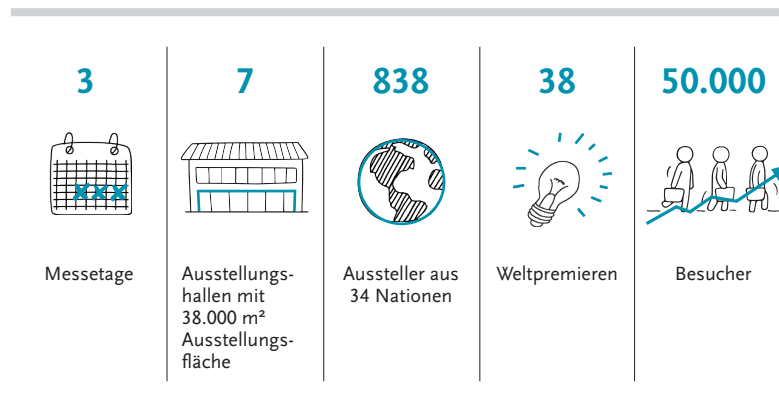 3
Messetage
7
Ausstellungs-
hallen mit
38.000 m²
Ausstellungs-
fläche
838
Aussteller aus
34 Nationen
38
Weltpremieren
50.000
Besucher